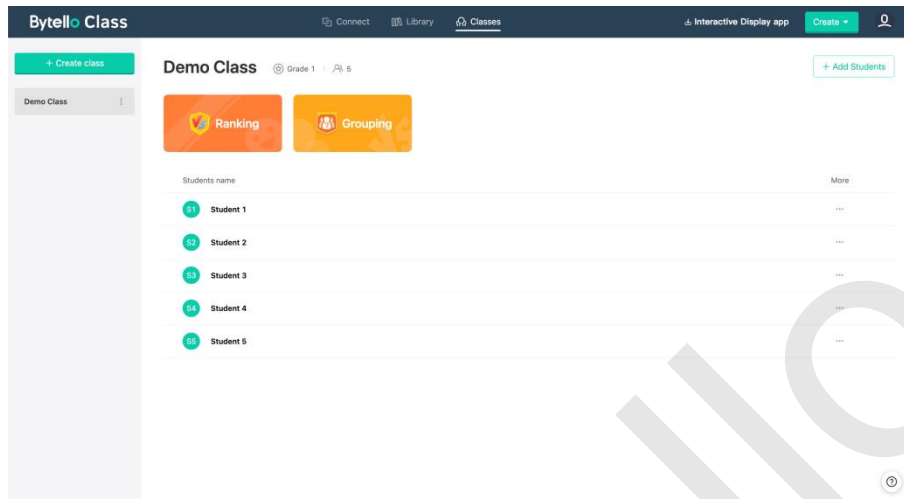 Bytello Class Connect Library Classes Interactive Display app Create
+ Create class
Demo Class Grade 1 5 + Add Students
Demo Class
Ranking Grouping
Students name More
S1 Student 1 ...
S2 Student 2 ...
S3 Student 3 ...
S4 Student 4 ...
S5 Student 5 ...